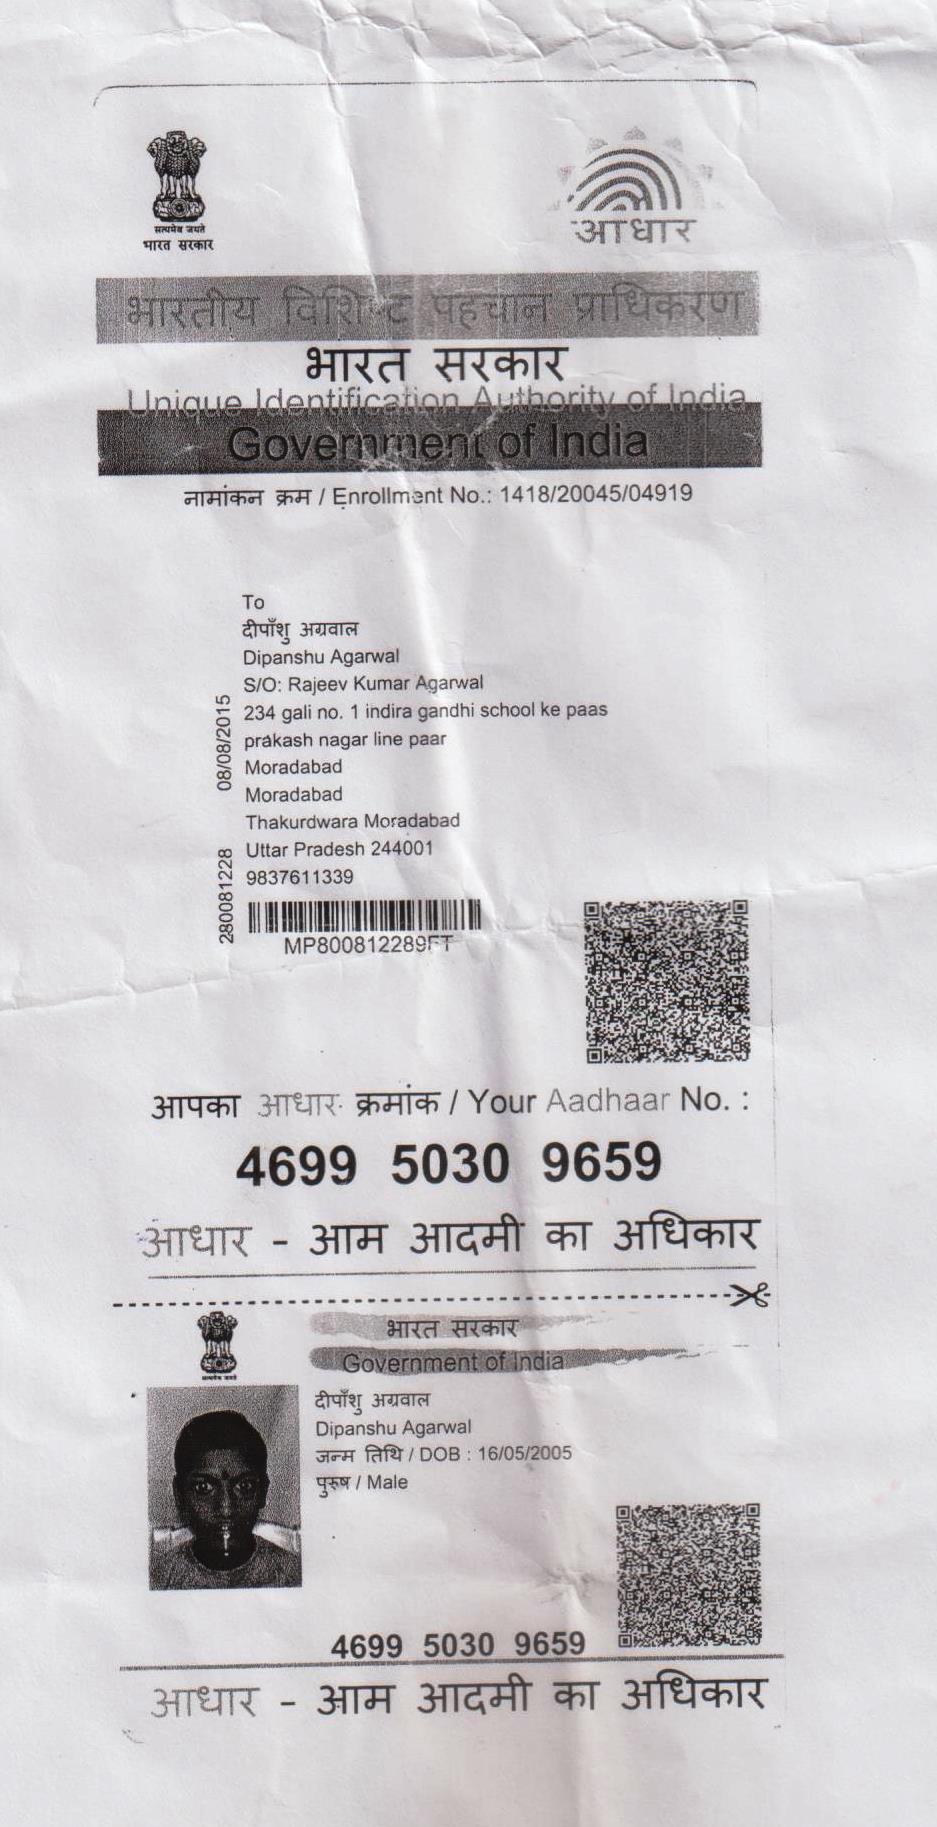 सत्यमेव जयते
भारत सरकार
आधार
भारतीय विशिष्ट पहचान प्राधिकरण
भारत सरकार
Unique Identification Authority of India
Government of India
नामांकन क्रम / Enrollment No.: 1418/20045/04919
To
दीपाँशु अग्रवाल
Dipanshu Agarwal
S/O: Rajeev Kumar Agarwal
234 gali no. 1 indira gandhi school ke paas
prakash nagar line paar
Moradabad
Moradabad
Thakurdwara Moradabad
Uttar Pradesh 244001
9837611339
08/08/2015
280081228
MP800812289FT
आपका आधार क्रमांक / Your Aadhaar No. :
4699 5030 9659
आधार - आम आदमी का अधिकार
सत्यमेव जयते
भारत सरकार
Government of India
दीपाँशु अग्रवाल
Dipanshu Agarwal
जन्म तिथि / DOB : 16/05/2005
पुरुष / Male
4699 5030 9659
आधार - आम आदमी का अधिकार